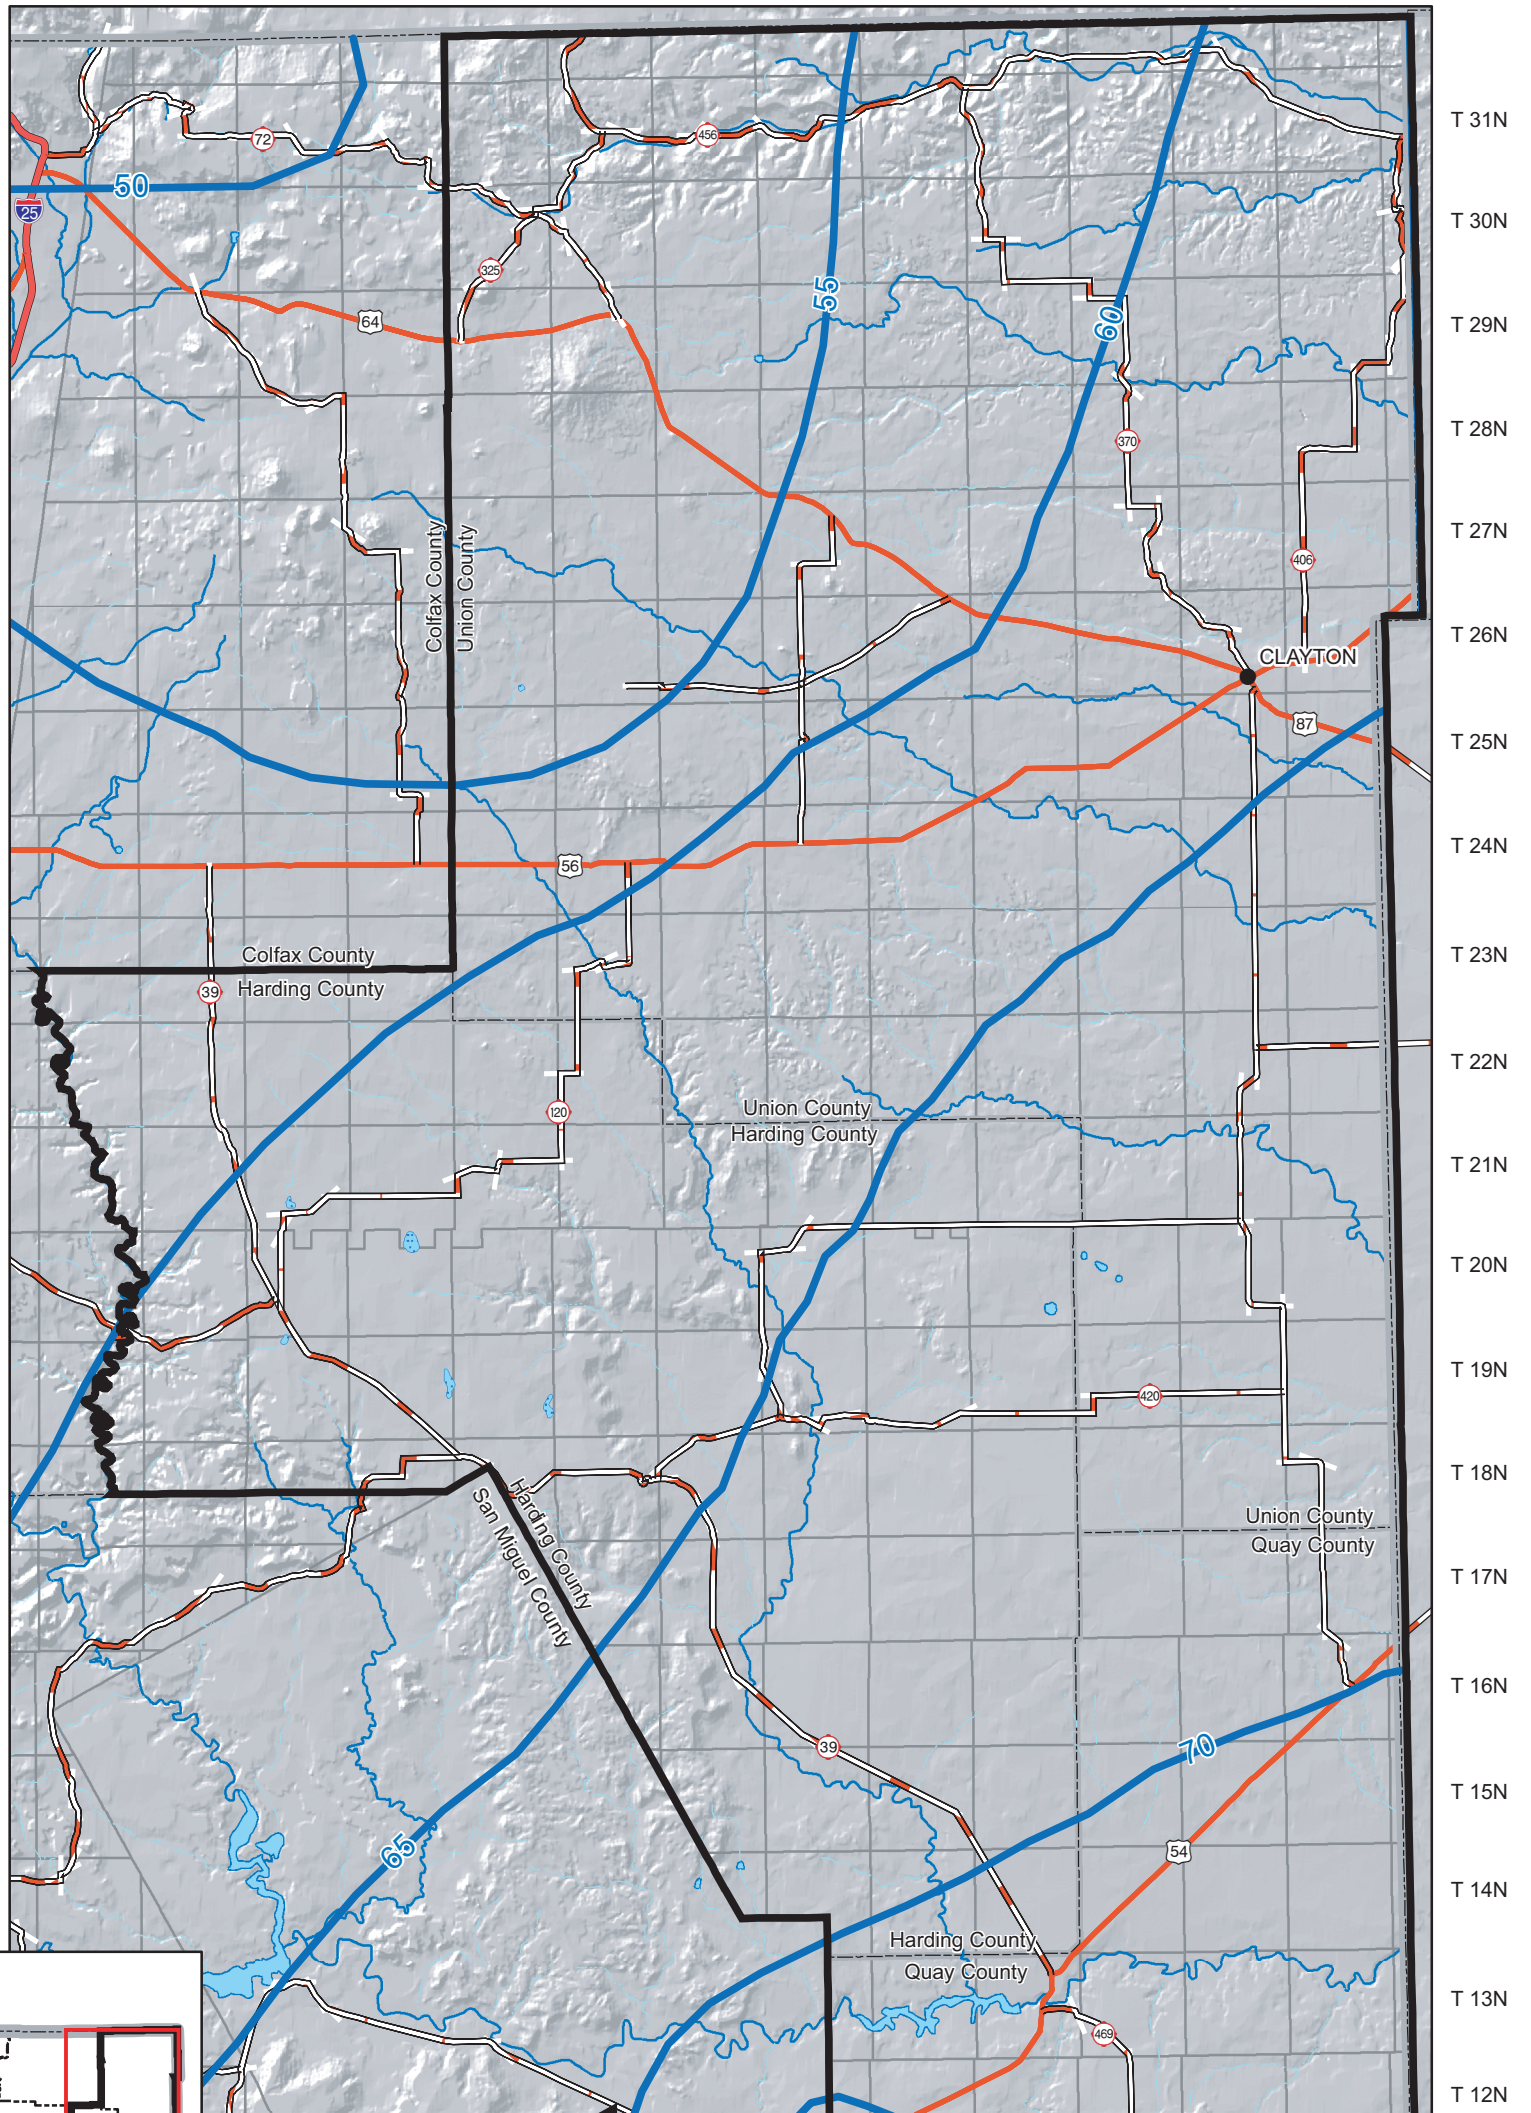 T 31N
72
456
50
25
T 30N
325
55
60
64
T 29N
T 28N
370
T 27N
Colfax County
Union County
406
T 26N
CLAYTON
87
T 25N
T 24N
56
Colfax County
T 23N
39
Harding County
T 22N
120
Union County
Harding County
T 21N
T 20N
T 19N
420
T 18N
Harding County
San Miguel County
Union County
Quay County
T 17N
T 16N
39
70
T 15N
65
54
T 14N
Harding County
Quay County
T 13N
469
T 12N